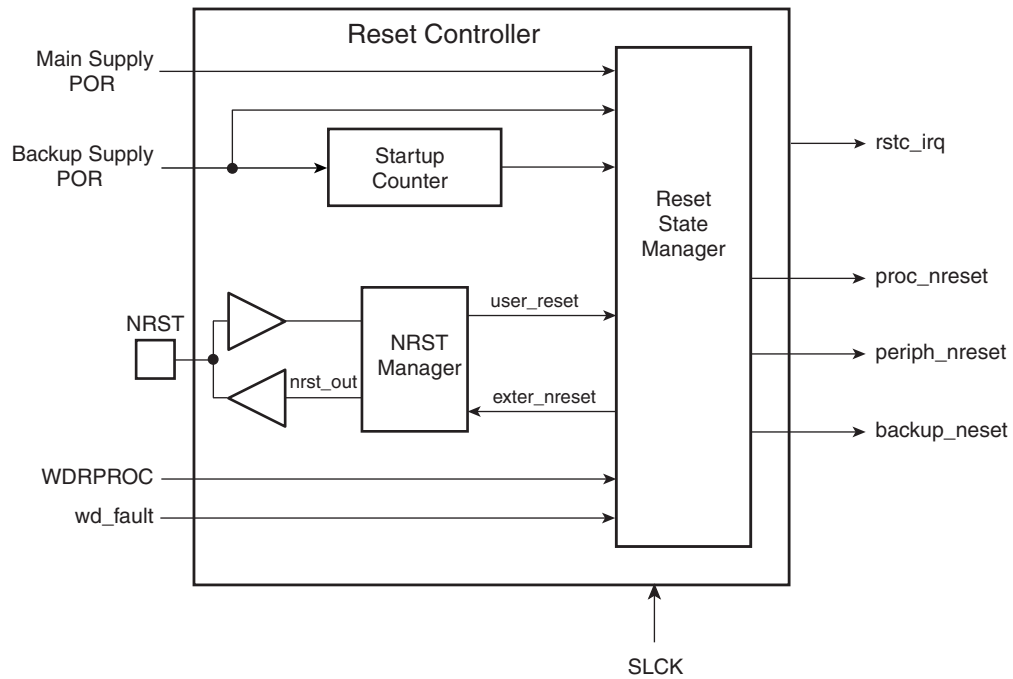 Reset Controller
Main Supply
POR
Backup Supply
POR
Startup
Counter
rstc_irq
Reset
State
Manager
proc_nreset
user_reset
NRST
NRST
Manager
nrst_out
periph_nreset
exter_nreset
backup_neset
WDRPROC
wd_fault
SLCK